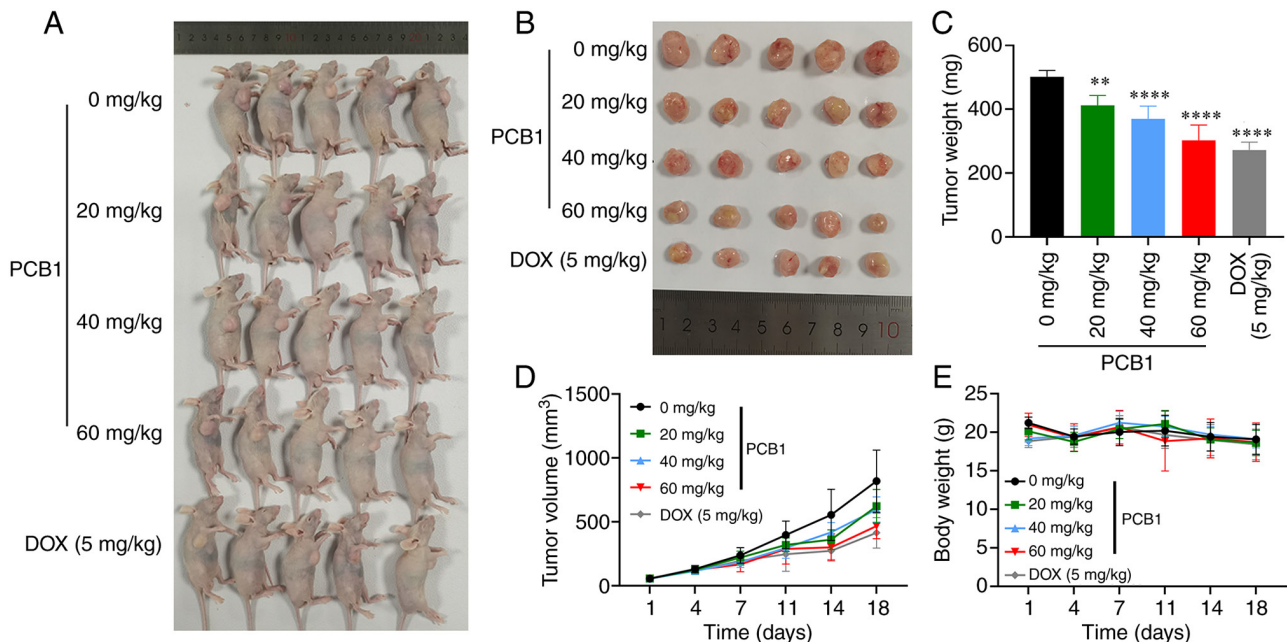 A
0 mg/kg
20 mg/kg
PCB1
40 mg/kg
60 mg/kg
DOX (5 mg/kg)
B
0 mg/kg
20 mg/kg
PCB1
40 mg/kg
60 mg/kg
DOX (5 mg/kg)
1 2 3 4 5 6 7 8 9 10
C
Tumor weight (mg)
600
400
200
0
**
****
****
****
0 mg/kg
20 mg/kg
40 mg/kg
60 mg/kg
DOX
(5 mg/kg)
PCB1
D
Tumor volume (mm³)
1500
1000
500
0
0 mg/kg
20 mg/kg
40 mg/kg
60 mg/kg
DOX (5 mg/kg)
PCB1
1 4 7 11 14 18
Time (days)
E
Body weight (g)
25
20
15
10
5
0
0 mg/kg
20 mg/kg
40 mg/kg
60 mg/kg
DOX (5 mg/kg)
PCB1
1 4 7 11 14 18
Time (days)